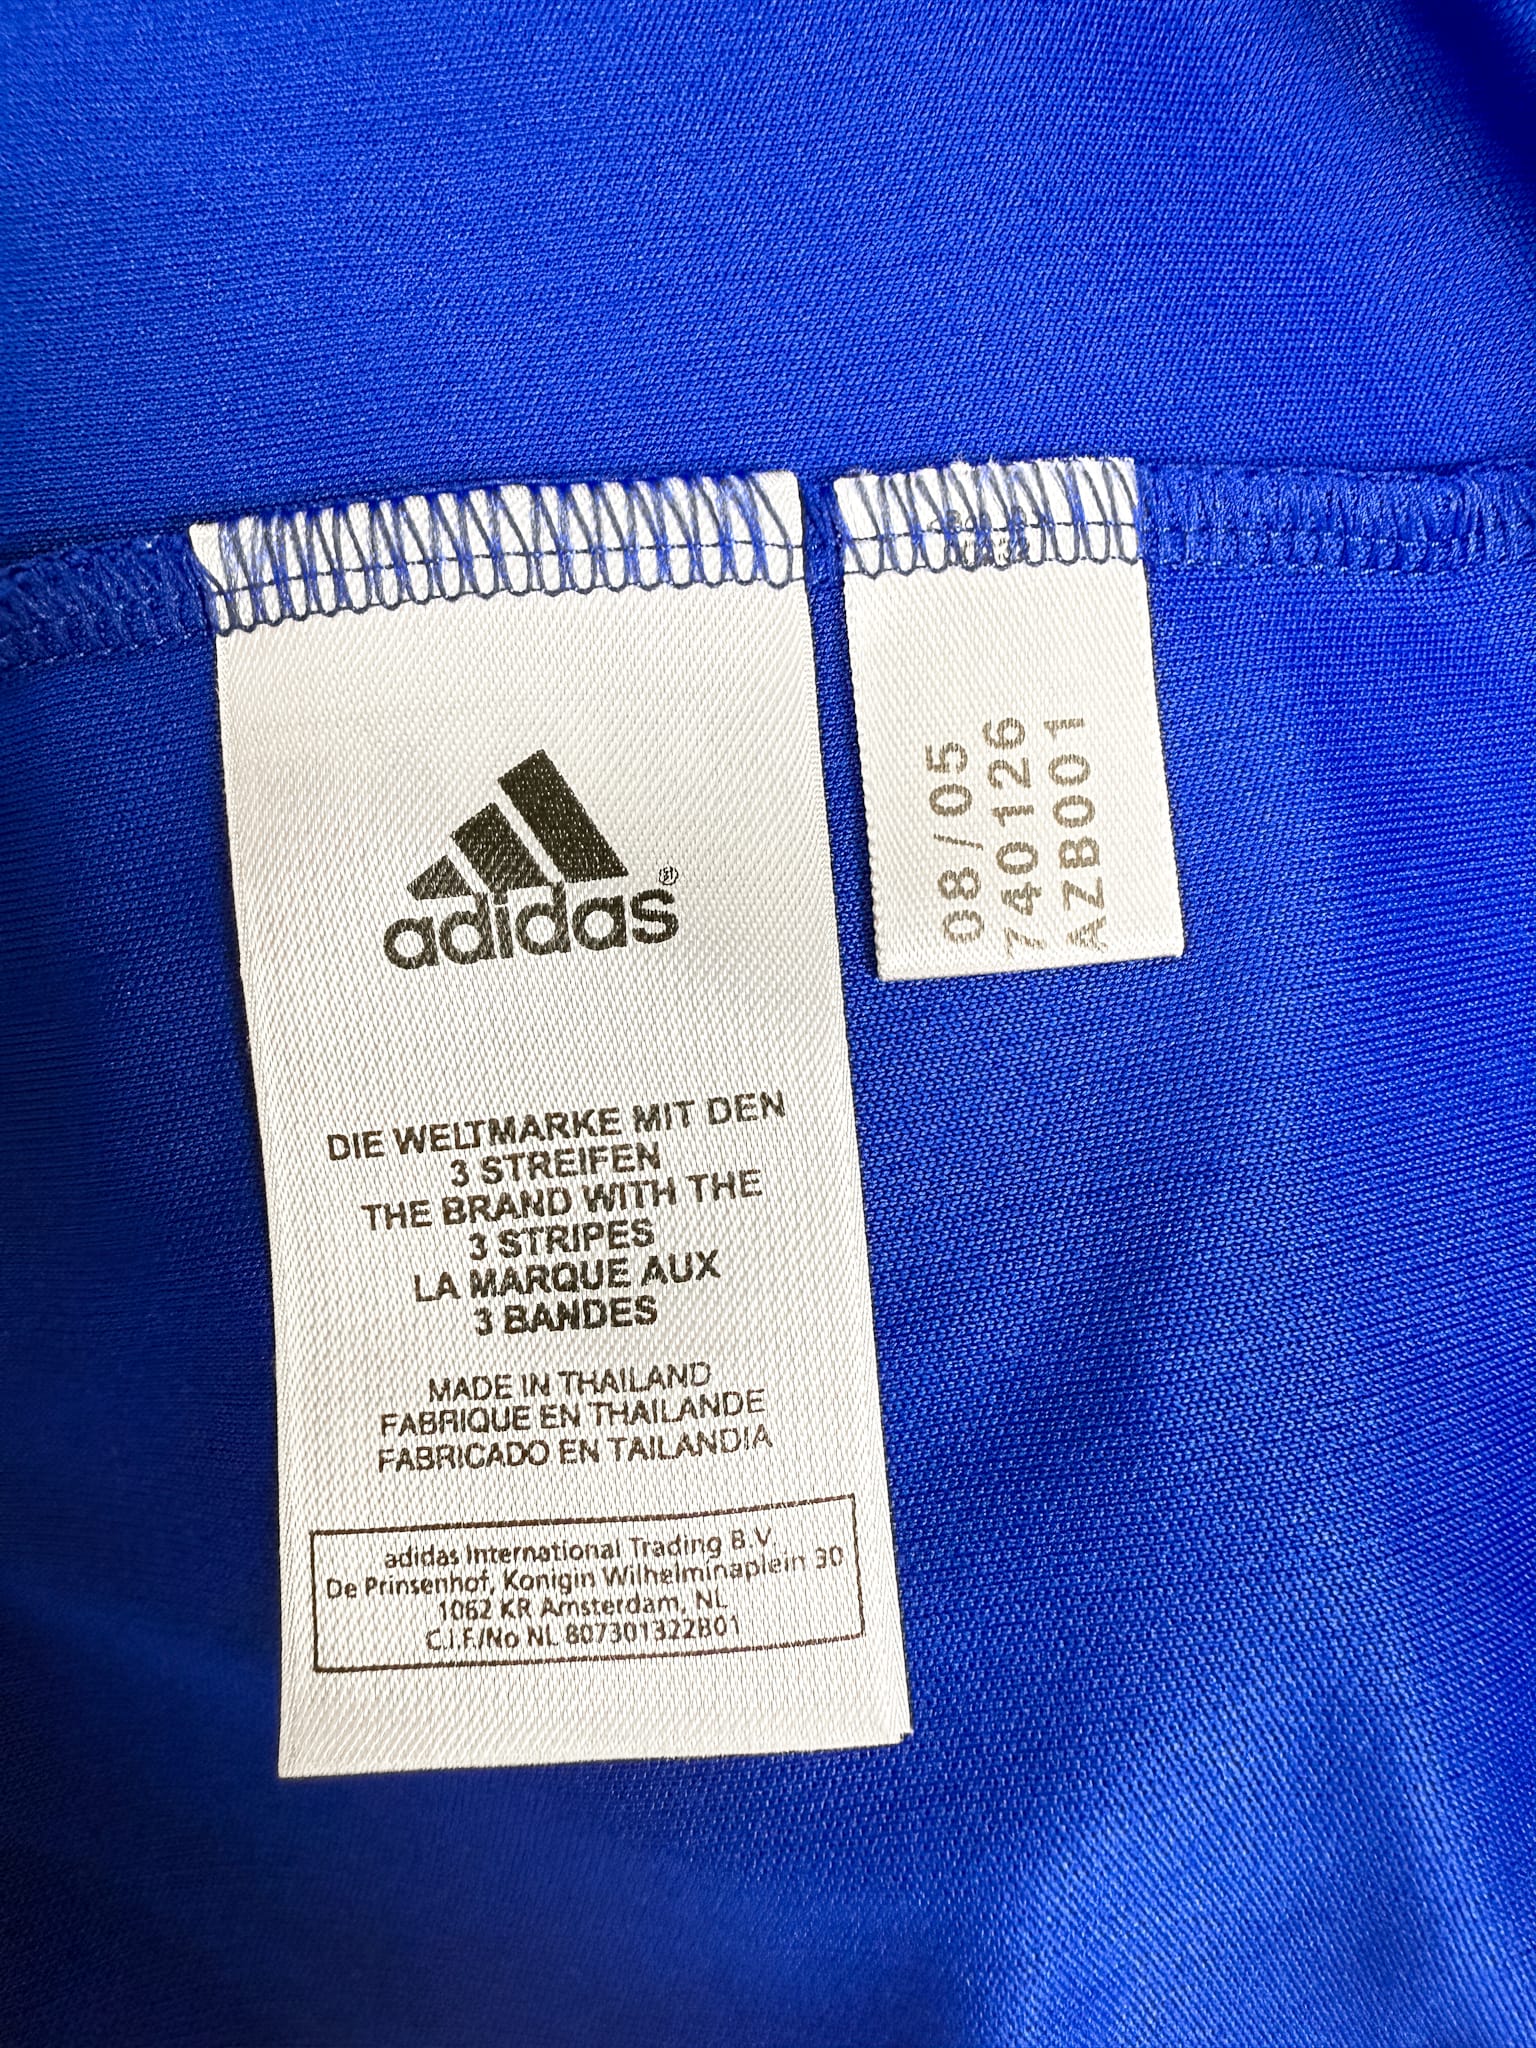 adidas
DIE WELTMARKE MIT DEN
3 STREIFEN
THE BRAND WITH THE
3 STRIPES
LA MARQUE AUX
3 BANDES
MADE IN THAILAND
FABRIQUE EN THAILANDE
FABRICADO EN TAILANDIA
adidas International Trading B.V.
De Prinsenhof, Konigin Wilhelminaplein 30
1062 KR Amsterdam, NL
C.I.F./No NL 807301322B01
08/05
740126
AZB001